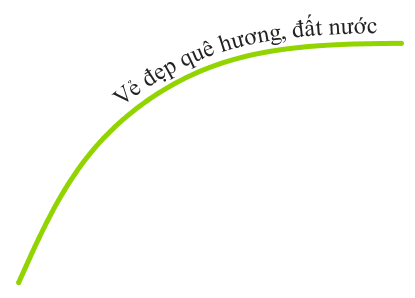 Vẻ đẹp quê hương, đất nước